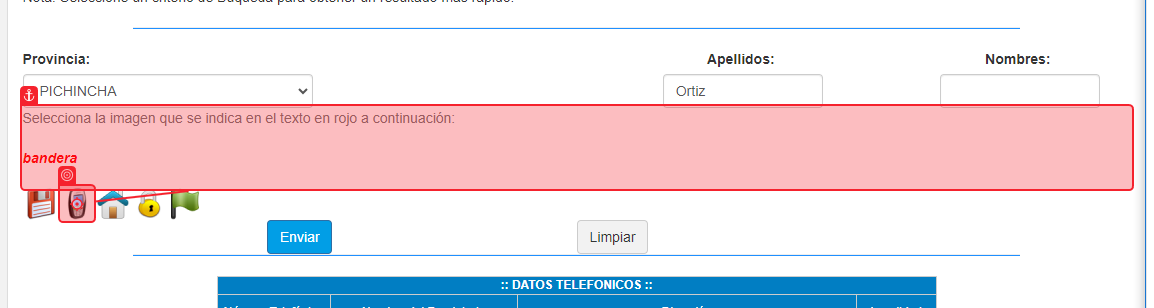 Provincia:
Apellidos:
Nombres:
PICHINCHA
Ortiz
Selecciona la imagen que se indica en el texto en rojo a continuación:
bandera
Enviar
Limpiar
:: DATOS TELEFONICOS ::